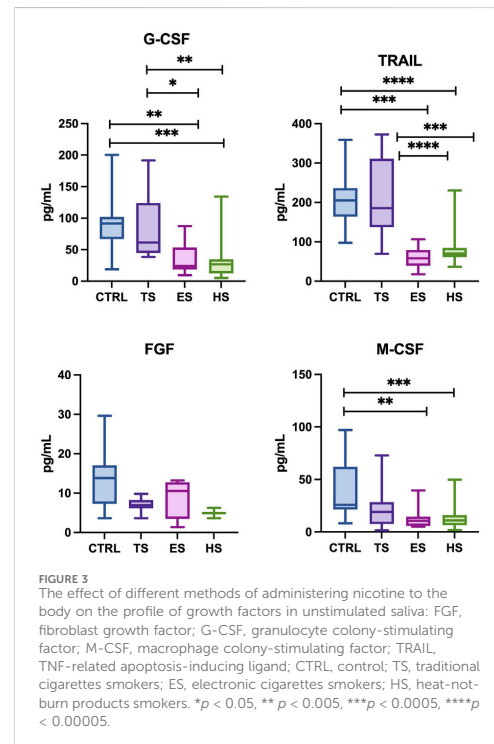 G-CSF
**
*
**
***
250
200
150
100
50
0
pg/mL
CTRL TS ES HS
TRAIL
****
***
***
****
400
300
200
100
0
pg/mL
CTRL TS ES HS
FGF
40
30
20
10
0
pg/mL
CTRL TS ES HS
M-CSF
***
**
150
100
50
0
pg/mL
CTRL TS ES HS
FIGURE 3
The effect of different methods of administering nicotine to the
body on the profile of growth factors in unstimulated saliva: FGF,
fibroblast growth factor; G-CSF, granulocyte colony-stimulating
factor; M-CSF, macrophage colony-stimulating factor; TRAIL,
TNF-related apoptosis-inducing ligand; CTRL, control; TS, traditional
cigarettes smokers; ES, electronic cigarettes smokers; HS, heat-not-
burn products smokers. *p < 0.05, ** p < 0.005, ***p < 0.0005, ****p
< 0.00005.